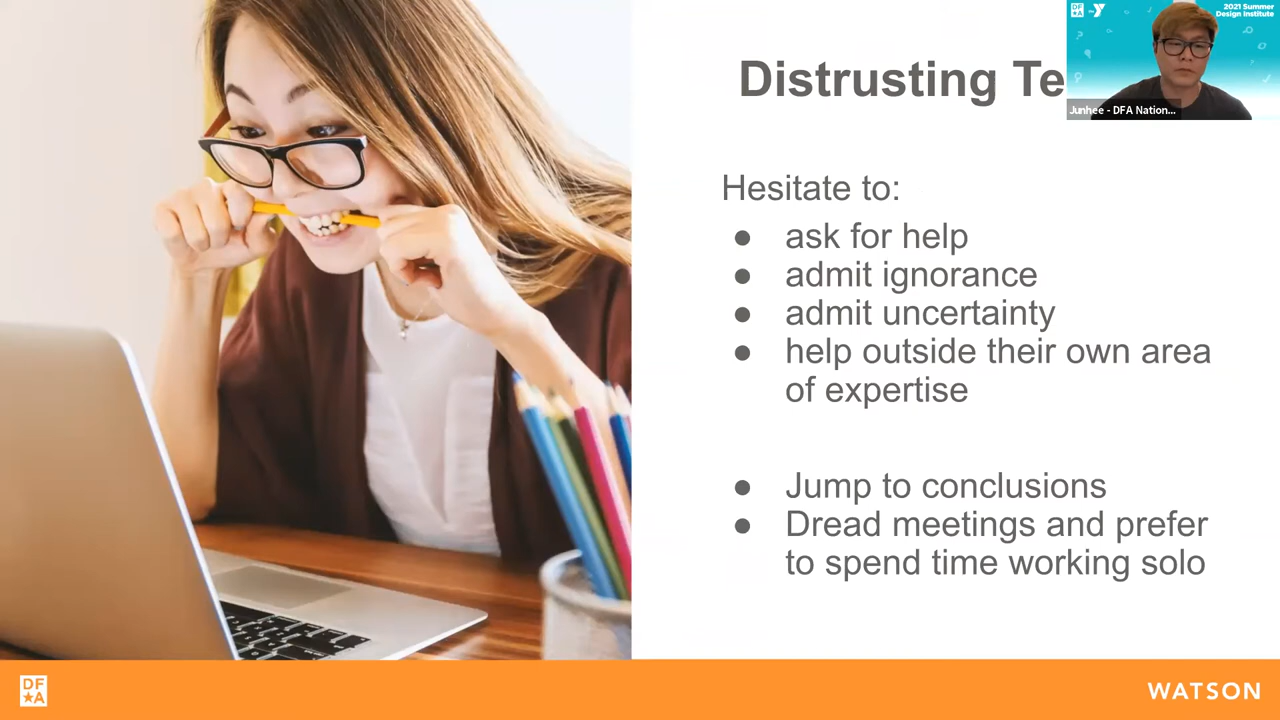 Distrusting Te
DF
A
the
Y
2021 Summer
Design Institute
Junhee - DFA Nation...
Hesitate to:
● ask for help
● admit ignorance
● admit uncertainty
● help outside their own area
of expertise
● Jump to conclusions
● Dread meetings and prefer
to spend time working solo
DF
★A
WATSON